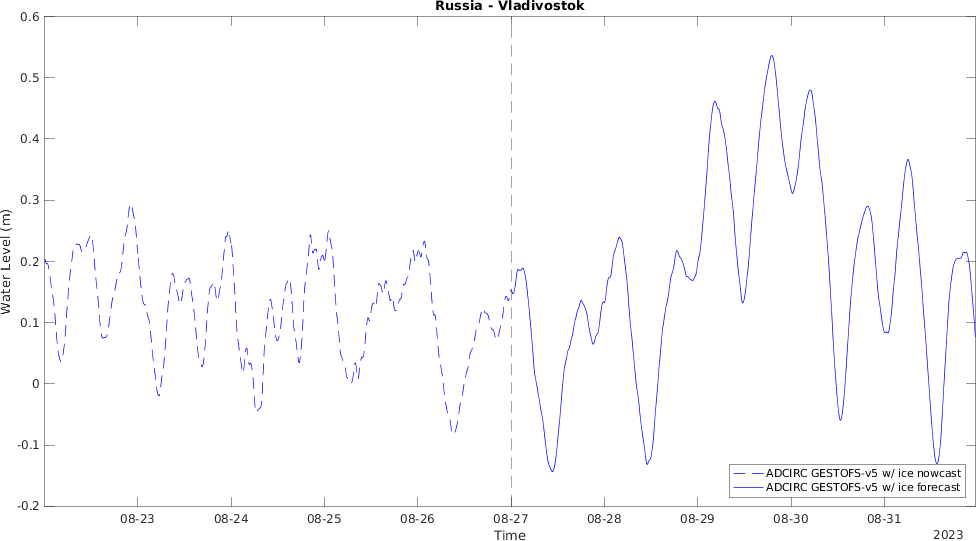 Russia - Vladivostok
0.6
0.5
0.4
0.3
0.2
0.1
0
-0.1
-0.2
Water Level (m)
ADCIRC GESTOFS-v5 w/ ice nowcast
ADCIRC GESTOFS-v5 w/ ice forecast
08-23 08-24 08-25 08-26 08-27 08-28 08-29 08-30 08-31
Time
2023